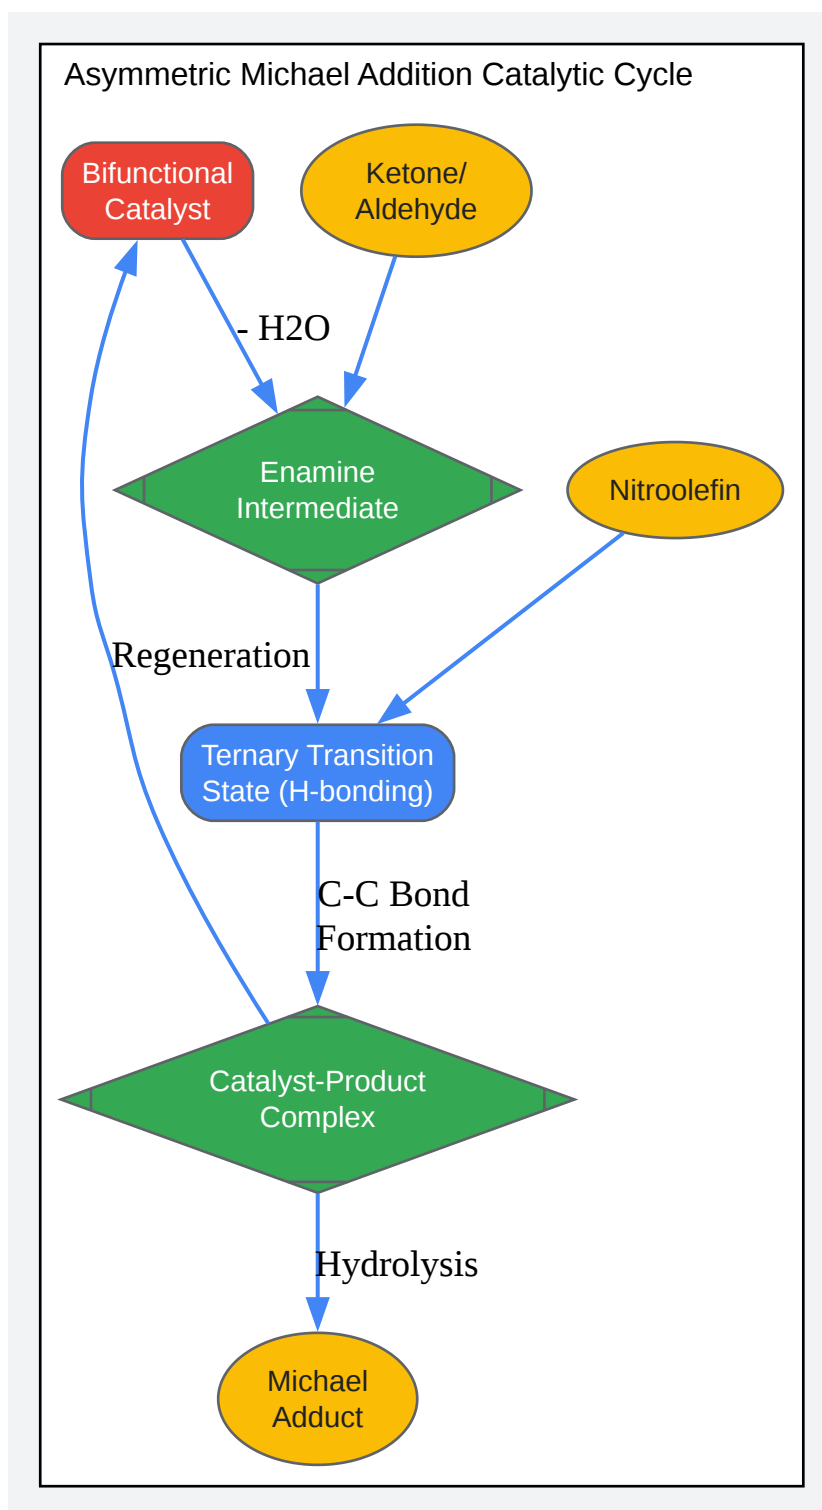 Asymmetric Michael Addition Catalytic Cycle
Bifunctional
Catalyst
Ketone/
Aldehyde
- H2O
Enamine
Intermediate
Nitroolefin
Regeneration
Ternary Transition
State (H-bonding)
C-C Bond
Formation
Catalyst-Product
Complex
Hydrolysis
Michael
Adduct